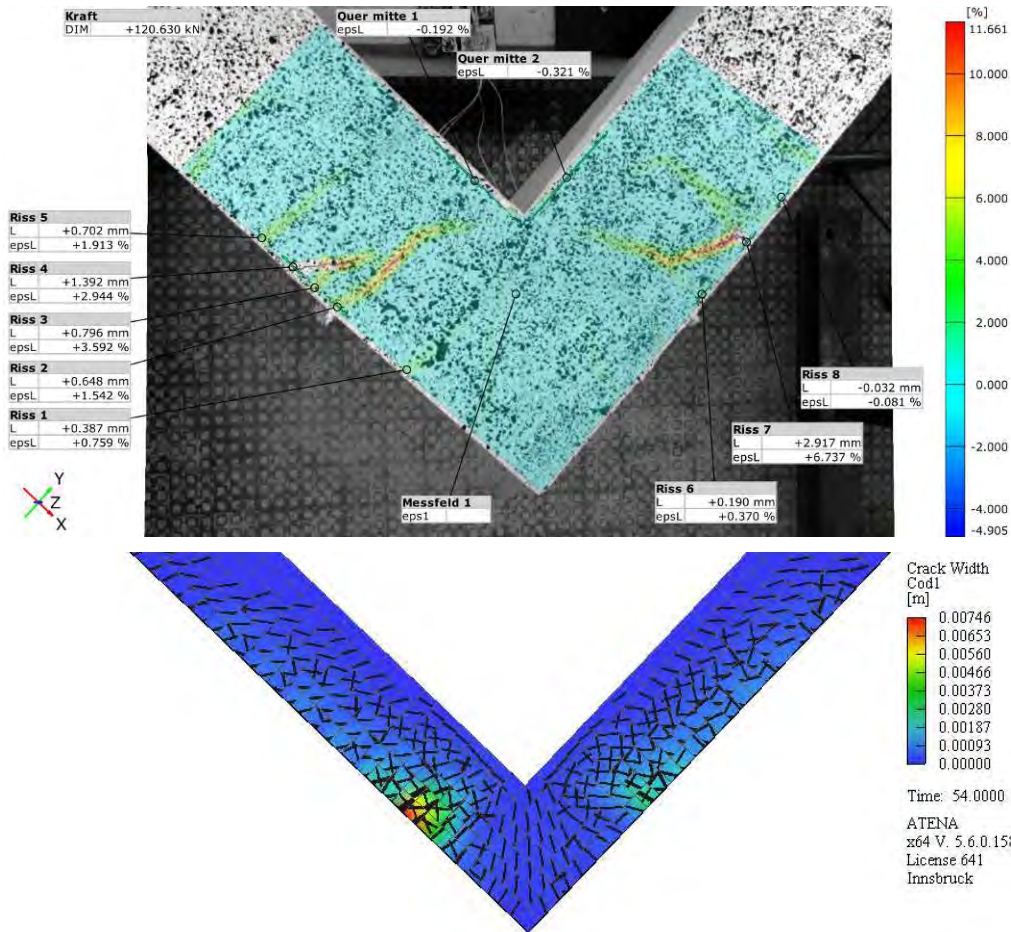 Kraft
DIM +120.630 kN
Quer mitte 1
epsL -0.192 %
Quer mitte 2
epsL -0.321 %
[%]
11.661
10.000
8.000
6.000
4.000
2.000
0.000
-2.000
-4.000
-4.905
Riss 5
L +0.702 mm
epsL +1.913 %
Riss 4
L +1.392 mm
epsL +2.944 %
Riss 3
L +0.796 mm
epsL +3.592 %
Riss 2
L +0.648 mm
epsL +1.542 %
Riss 1
L +0.387 mm
epsL +0.759 %
Riss 8
L -0.032 mm
epsL -0.081 %
Riss 7
L +2.917 mm
epsL +6.737 %
Riss 6
L +0.190 mm
epsL +0.370 %
Messfeld 1
eps1
Y
Z
X
Crack Width
Cod1
[m]
0.00746
0.00653
0.00560
0.00466
0.00373
0.00280
0.00187
0.00093
0.00000
Time: 54.0000
ATENA
x64 V. 5.6.0.158
License 641
Innsbruck